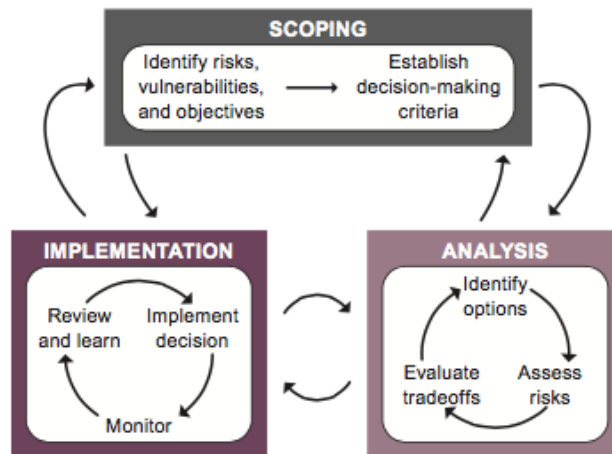 SCOPING
Identify risks,
vulnerabilities,
and objectives
Establish
decision-making
criteria
IMPLEMENTATION
Review
and learn
Implement
decision
Monitor
ANALYSIS
Identify
options
Evaluate
tradeoffs
Assess
risks